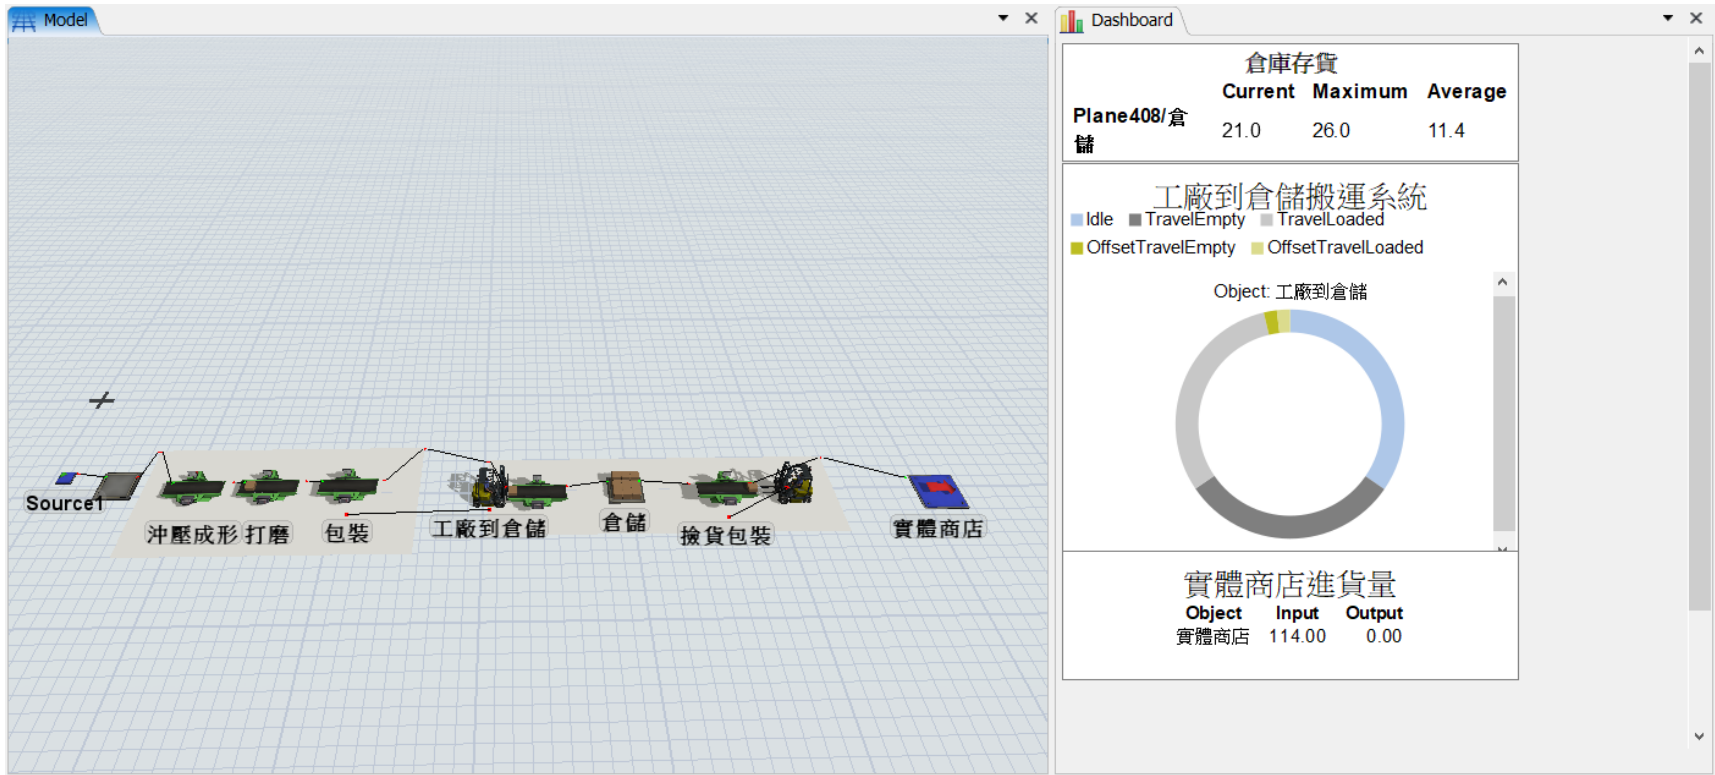 Model
Source1
沖壓成形
打磨
包裝
工廠到倉儲
倉儲
撿貨包裝
實體商店
Dashboard
倉庫存貨
Current Maximum Average
Plane408/倉
儲
21.0 26.0 11.4
工廠到倉儲搬運系統
Idle TravelEmpty TravelLoaded
OffsetTravelEmpty OffsetTravelLoaded
Object: 工廠到倉儲
實體商店進貨量
Object Input Output
實體商店 114.00 0.00